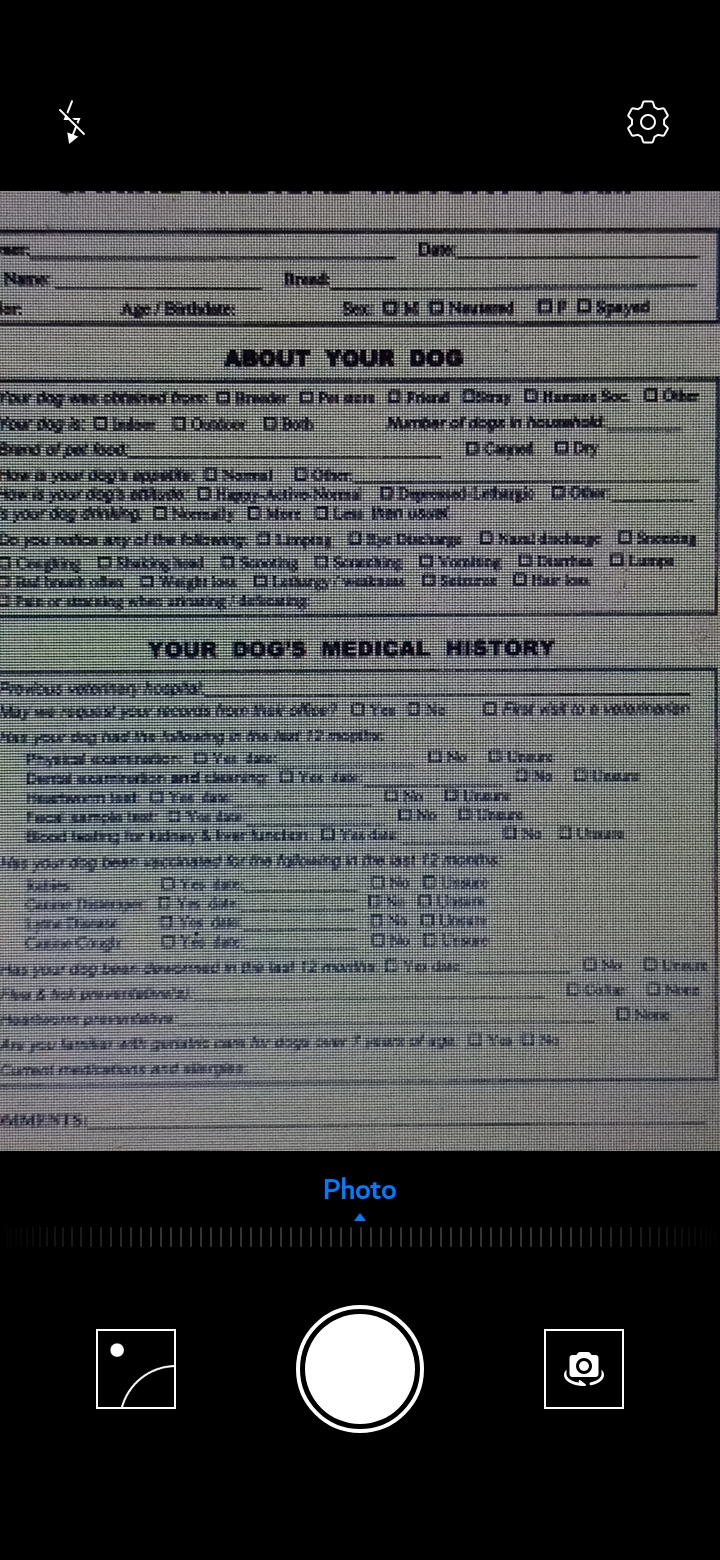 Date:
Name: Breed:
Age / Birthdate: Sex: M Neutered F Spayed
ABOUT YOUR DOG
Your dog was obtained from: Breeder Pet store Friend Stray Humane Soc. Other
Your dog is: Indoor Outdoor Both Number of dogs in household:
Brand of pet food: Canned Dry
How is your dog's appetite: Normal Other:
How is your dog's attitude: Happy-Active-Normal Depressed-Lethargic Other:
Is your dog drinking: Normally More Less than usual
Do you notice any of the following: Limping Eye Discharge Nasal discharge Sneezing
Coughing Shaking head Scooting Scratching Vomiting Diarrhea Lumps
Bad breath odor Weight loss Lethargy / weakness Seizures Hair loss
Pain or straining when urinating / defecating
YOUR DOG'S MEDICAL HISTORY
Previous veterinary hospital
May we request your records from their office? Yes No First visit to a veterinarian
Has your dog had the following in the last 12 months:
Physical examination: Yes date: No Unsure
Dental examination and cleaning: Yes date: No Unsure
Heartworm test: Yes date: No Unsure
Fecal sample test: Yes date: No Unsure
Blood testing for kidney & liver function: Yes date: No Unsure
Has your dog been vaccinated for the following in the last 12 months:
Rabies Yes date: No Unsure
Canine Distemper Yes date: No Unsure
Lyme Disease Yes date: No Unsure
Canine Cough Yes date: No Unsure
Has your dog been dewormed in the last 12 months: Yes date No Unsure
Flea & tick preventative(s) Collar None
Heartworm preventative: None
Are you familiar with geriatric care for dogs over 7 years of age: Yes No
Current medications and allergies:
OMMENTS:
Photo